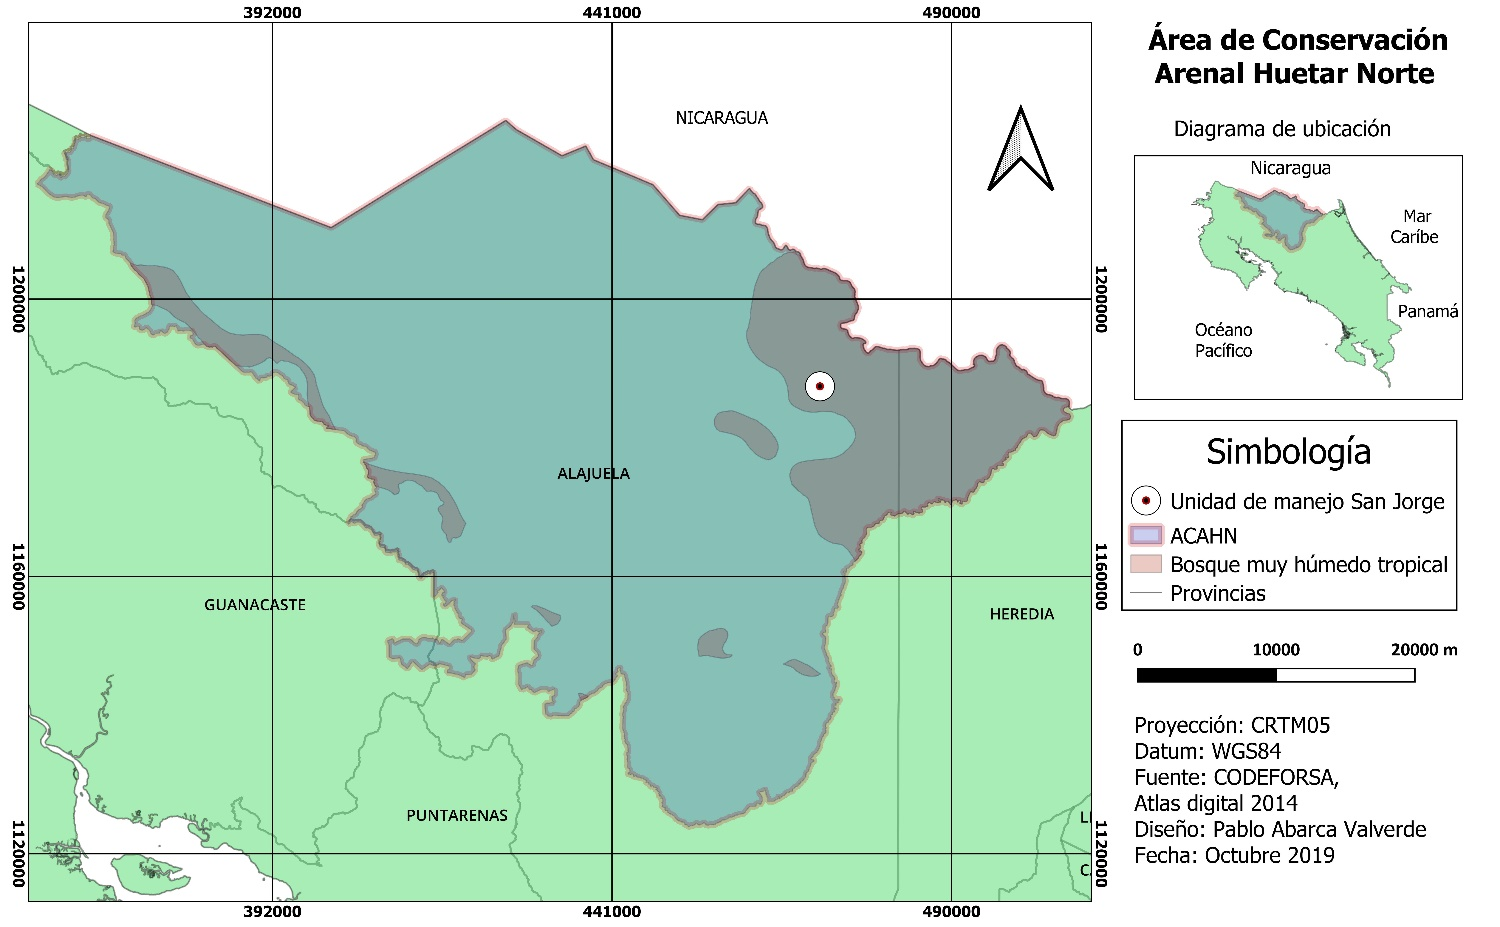 392000
441000
490000
Área de Conservación
Arenal Huetar Norte
NICARAGUA
Diagrama de ubicación
Nicaragua
Mar
Caríbe
Panamá
Océano
Pacífico
1200000
1200000
Simbología
Unidad de manejo San Jorge
ACAHN
Bosque muy húmedo tropical
Provincias
ALAJUELA
1160000
1160000
GUANACASTE
HEREDIA
0
10000
20000 m
PUNTARENAS
LI
C.
1120000
1120000
Proyección: CRTM05
Datum: WGS84
Fuente: CODEFORSA,
Atlas digital 2014
Diseño: Pablo Abarca Valverde
Fecha: Octubre 2019
392000
441000
490000